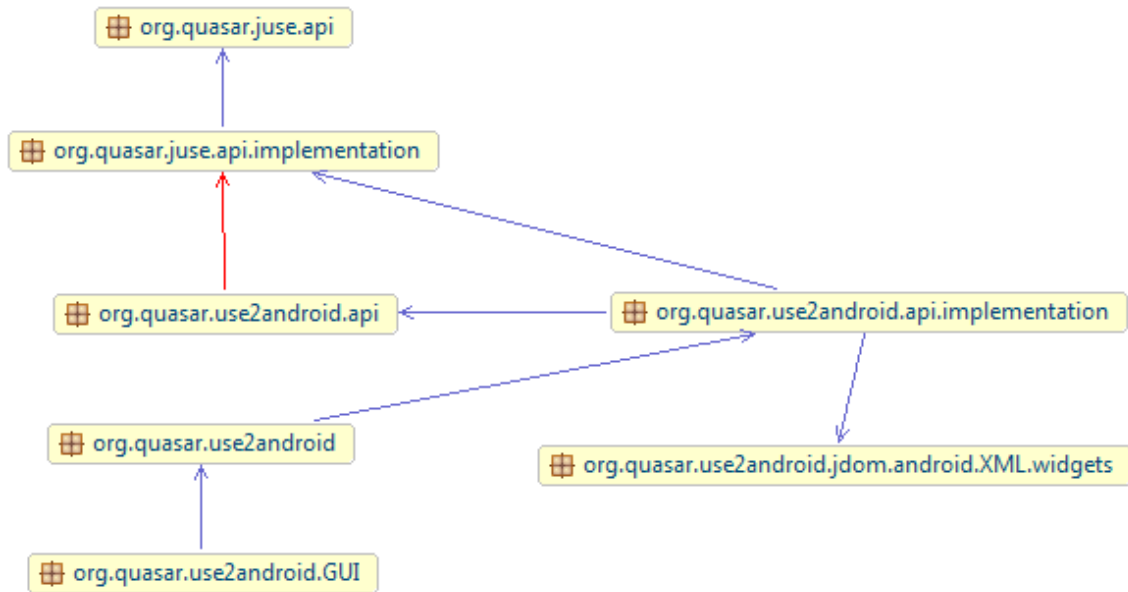 org.quasar.juse.api
org.quasar.juse.api.implementation
org.quasar.use2android.api
org.quasar.use2android.api.implementation
org.quasar.use2android
org.quasar.use2android.jdom.android.XML.widgets
org.quasar.use2android.GUI